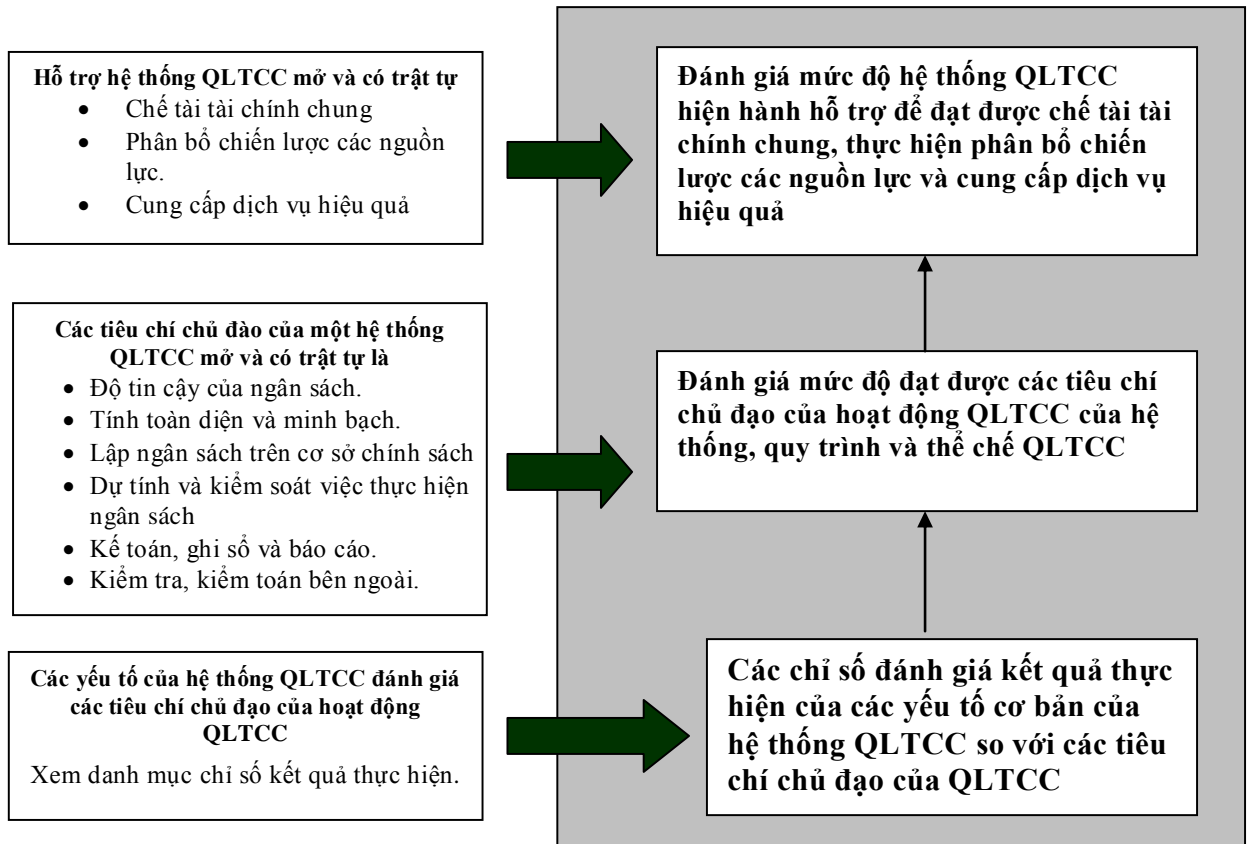 Hỗ trợ hệ thống QLTCC mở và có trật tự
• Chế tài tài chính chung
• Phân bổ chiến lược các nguồn
lực.
• Cung cấp dịch vụ hiệu quả
Đánh giá mức độ hệ thống QLTCC
hiện hành hỗ trợ để đạt được chế tài tài
chính chung, thực hiện phân bổ chiến
lược các nguồn lực và cung cấp dịch vụ
hiệu quả
Các tiêu chí chủ đào của một hệ thống
QLTCC mở và có trật tự là
• Độ tin cậy của ngân sách.
• Tính toàn diện và minh bạch.
• Lập ngân sách trên cơ sở chính sách
• Dự tính và kiểm soát việc thực hiện
ngân sách
• Kế toán, ghi sổ và báo cáo.
• Kiểm tra, kiểm toán bên ngoài.
Đánh giá mức độ đạt được các tiêu chí
chủ đạo của hoạt động QLTCC của hệ
thống, quy trình và thể chế QLTCC
Các yếu tố của hệ thống QLTCC đánh giá
các tiêu chí chủ đạo của hoạt động
QLTCC
Xem danh mục chỉ số kết quả thực hiện.
Các chỉ số đánh giá kết quả thực
hiện của các yếu tố cơ bản của
hệ thống QLTCC so với các tiêu
chí chủ đạo của QLTCC